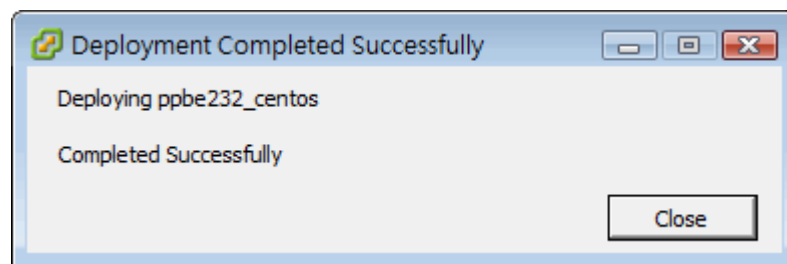 Deployment Completed Successfully
Deploying ppbe232_centos
Completed Successfully
Close